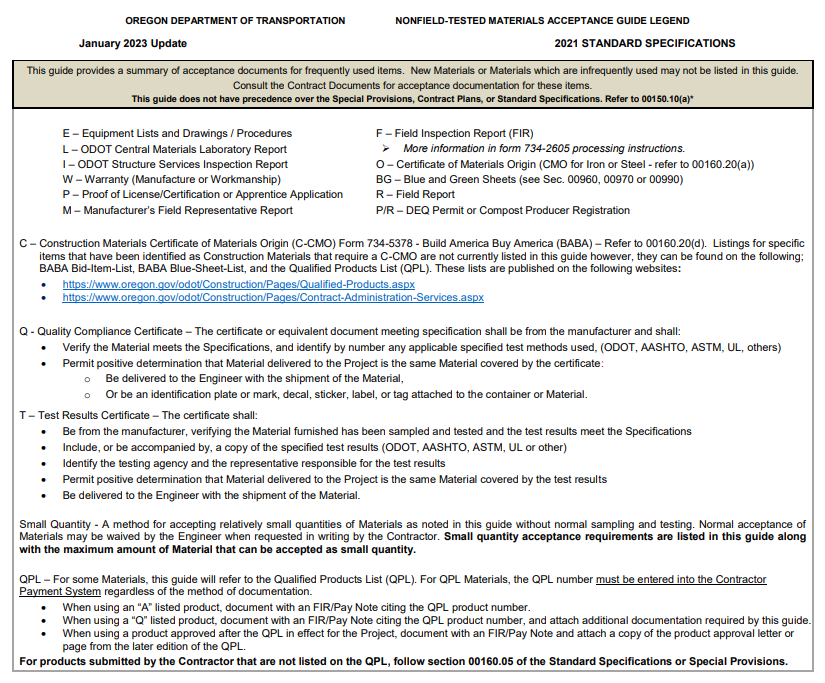 OREGON DEPARTMENT OF TRANSPORTATION NONFIELD-TESTED MATERIALS ACCEPTANCE GUIDE LEGEND
January 2023 Update 2021 STANDARD SPECIFICATIONS
This guide provides a summary of acceptance documents for frequently used items. New Materials or Materials which are infrequently used may not be listed in this guide.
Consult the Contract Documents for acceptance documentation for these items.
This guide does not have precedence over the Special Provisions, Contract Plans, or Standard Specifications. Refer to 00150.10(a)*
E – Equipment Lists and Drawings / Procedures
L – ODOT Central Materials Laboratory Report
I – ODOT Structure Services Inspection Report
W – Warranty (Manufacture or Workmanship)
P – Proof of License/Certification or Apprentice Application
M – Manufacturer's Field Representative Report
F – Field Inspection Report (FIR)
➤ More information in form 734-2605 processing instructions.
O – Certificate of Materials Origin (CMO for Iron or Steel - refer to 00160.20(a))
BG – Blue and Green Sheets (see Sec. 00960, 00970 or 00990)
R – Field Report
P/R – DEQ Permit or Compost Producer Registration
C – Construction Materials Certificate of Materials Origin (C-CMO) Form 734-5378 - Build America Buy America (BABA) – Refer to 00160.20(d). Listings for specific
items that have been identified as Construction Materials that require a C-CMO are not currently listed in this guide however, they can be found on the following;
BABA Bid-Item-List, BABA Blue-Sheet-List, and the Qualified Products List (QPL). These lists are published on the following websites:
• https://www.oregon.gov/odot/Construction/Pages/Qualified-Products.aspx
• https://www.oregon.gov/odot/Construction/Pages/Contract-Administration-Services.aspx
Q - Quality Compliance Certificate – The certificate or equivalent document meeting specification shall be from the manufacturer and shall:
• Verify the Material meets the Specifications, and identify by number any applicable specified test methods used, (ODOT, AASHTO, ASTM, UL, others)
• Permit positive determination that Material delivered to the Project is the same Material covered by the certificate:
o Be delivered to the Engineer with the shipment of the Material,
o Or be an identification plate or mark, decal, sticker, label, or tag attached to the container or Material.
T – Test Results Certificate – The certificate shall:
• Be from the manufacturer, verifying the Material furnished has been sampled and tested and the test results meet the Specifications
• Include, or be accompanied by, a copy of the specified test results (ODOT, AASHTO, ASTM, UL or other)
• Identify the testing agency and the representative responsible for the test results
• Permit positive determination that Material delivered to the Project is the same Material covered by the test results
• Be delivered to the Engineer with the shipment of the Material.
Small Quantity - A method for accepting relatively small quantities of Materials as noted in this guide without normal sampling and testing. Normal acceptance of
Materials may be waived by the Engineer when requested in writing by the Contractor. Small quantity acceptance requirements are listed in this guide along
with the maximum amount of Material that can be accepted as small quantity.
QPL – For some Materials, this guide will refer to the Qualified Products List (QPL). For QPL Materials, the QPL number must be entered into the Contractor
Payment System regardless of the method of documentation.
• When using an "A" listed product, document with an FIR/Pay Note citing the QPL product number.
• When using a "Q" listed product, document with an FIR/Pay Note citing the QPL product number, and attach additional documentation required by this guide.
• When using a product approved after the QPL in effect for the Project, document with an FIR/Pay Note and attach a copy of the product approval letter or
page from the later edition of the QPL.
For products submitted by the Contractor that are not listed on the QPL, follow section 00160.05 of the Standard Specifications or Special Provisions.